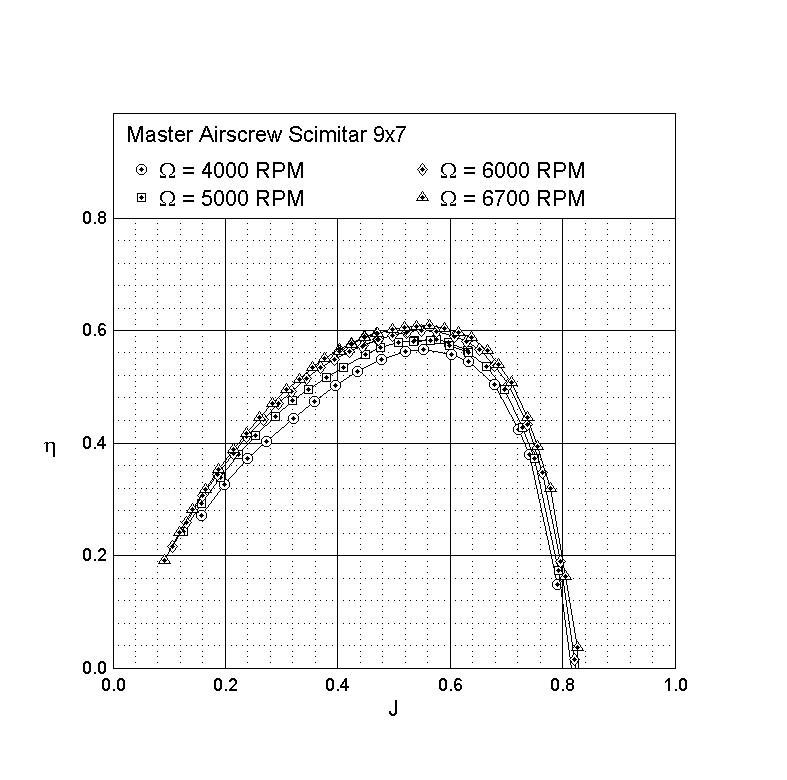 Master Airscrew Scimitar 9x7
Ω = 4000 RPM
Ω = 6000 RPM
Ω = 5000 RPM
Ω = 6700 RPM
0.8
0.6
η
0.4
0.2
0.0
0.0 0.2 0.4 0.6 0.8 1.0
J